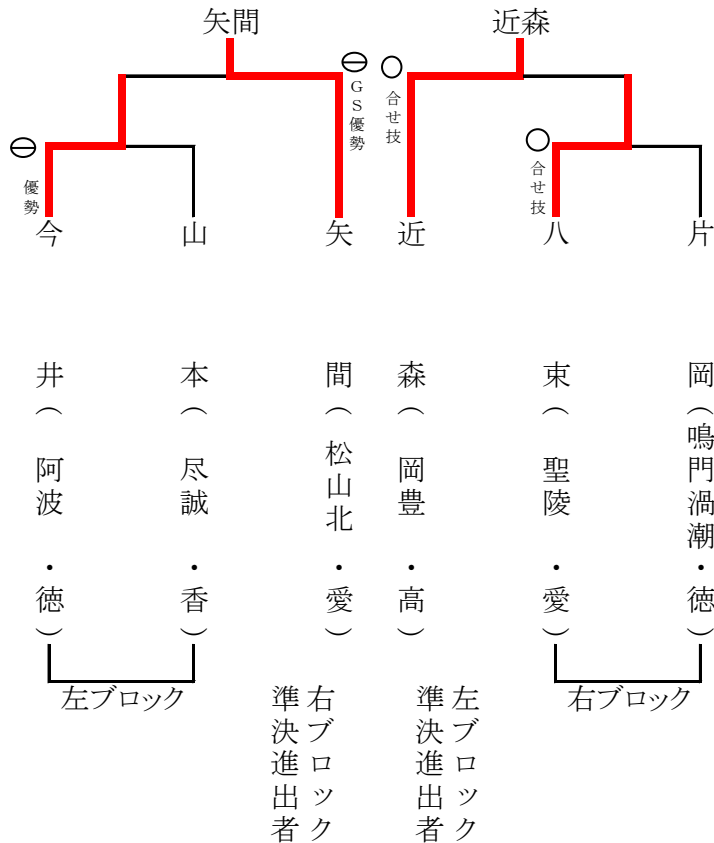 矢間
近森
GS優勢
合せ技
優勢
合せ技
今井（阿波・徳）
山本（尽誠・香）
矢間（松山北・愛）
近森（岡豊・高）
八束（聖陵・愛）
片岡（鳴門渦潮・徳）
左ブロック
右ブロック
準決進出者
左ブロック
準決進出者
右ブロック